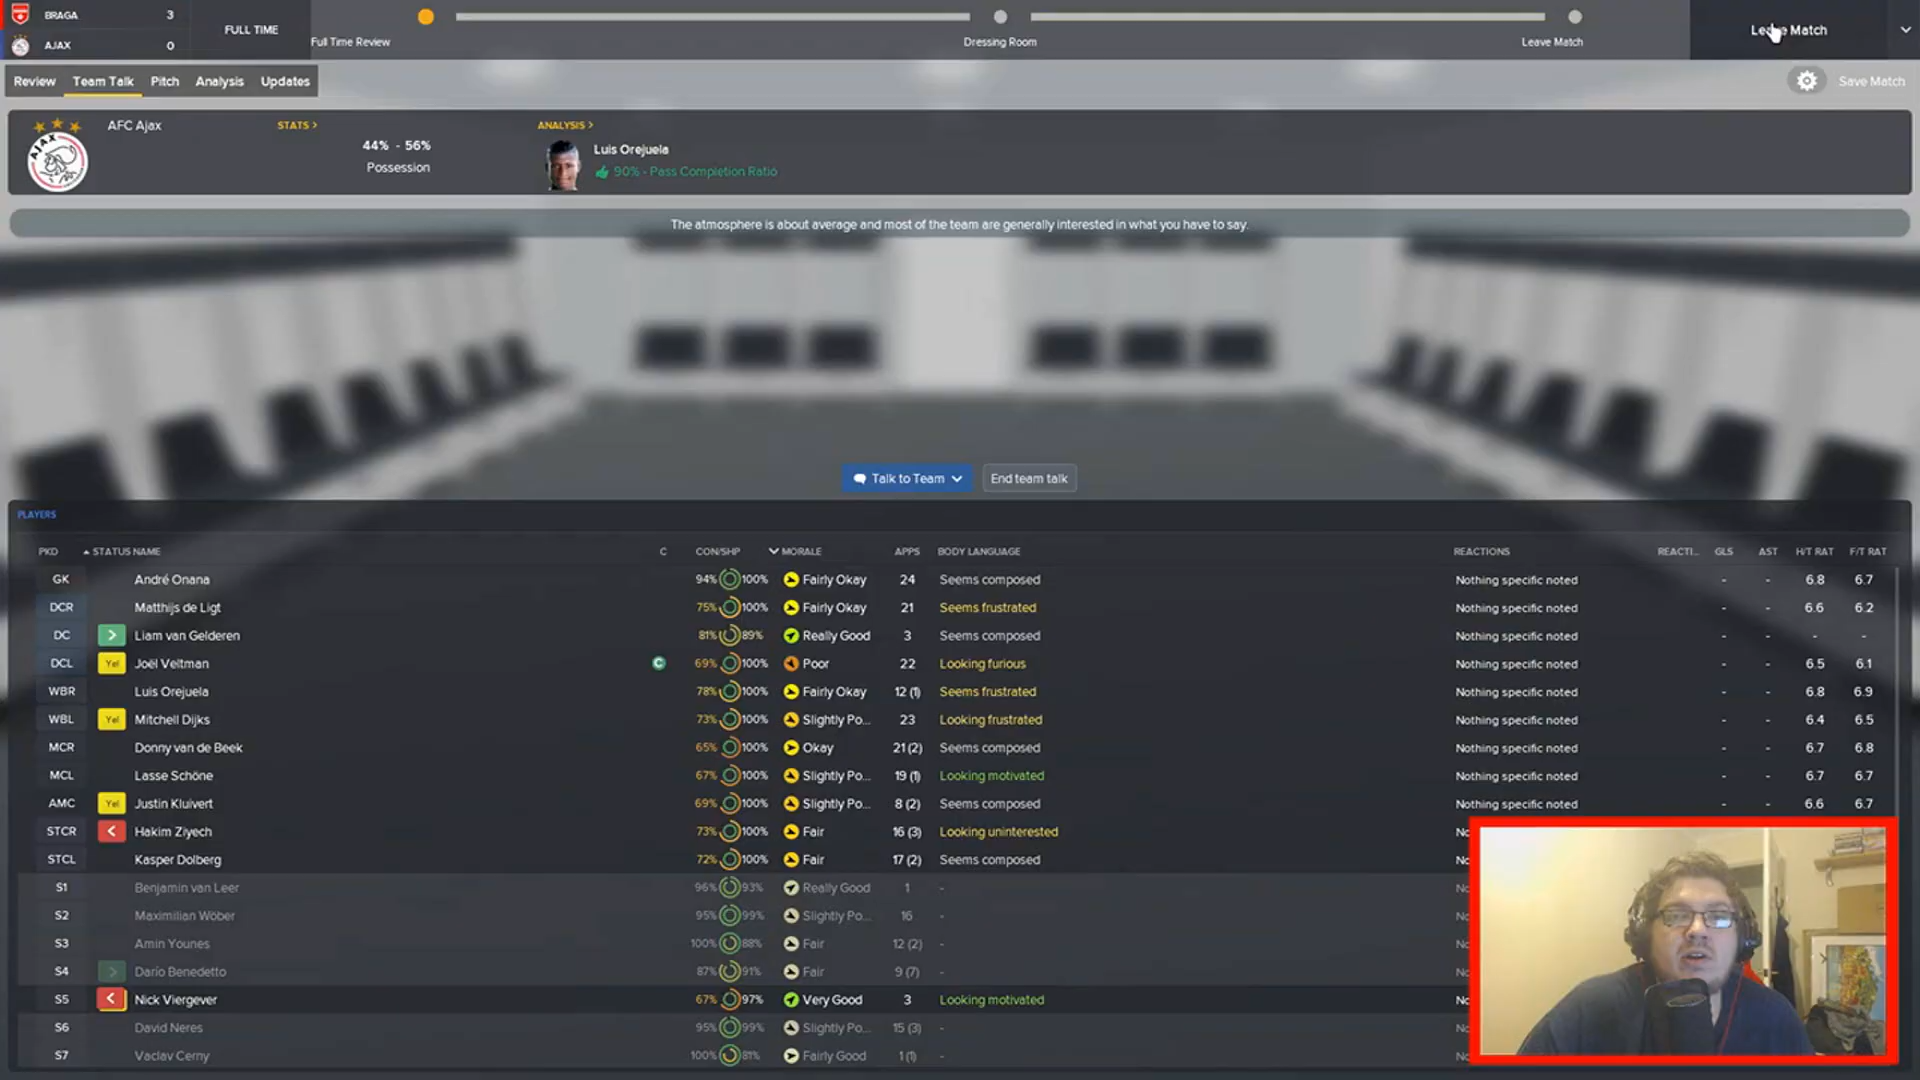 BRAGA 3
AJAX 0
FULL TIME
Full Time Review
Dressing Room
Leave Match
Leave Match
Review Team Talk Pitch Analysis Updates
Save Match
AFC Ajax
STATS >
44% - 56%
Possession
ANALYSIS >
Luis Orejuela
90% - Pass Completion Ratio
AJAX
The atmosphere is about average and most of the team are generally interested in what you have to say.
Talk to Team End team talk
PLAYERS
PKD STATUS NAME C CON/SHP MORALE APPS BODY LANGUAGE REACTIONS REACTI... GLS AST H/T RAT F/T RAT
GK André Onana 94% 100% Fairly Okay 24 Seems composed Nothing specific noted - - 6.8 6.7
DCR Matthijs de Ligt 75% 100% Fairly Okay 21 Seems frustrated Nothing specific noted - - 6.6 6.2
DC Liam van Gelderen 81% 89% Really Good 3 Seems composed Nothing specific noted - - - -
DCL Yel Joël Veltman C 69% 100% Poor 22 Looking furious Nothing specific noted - - 6.5 6.1
WBR Luis Orejuela 78% 100% Fairly Okay 12 (1) Seems frustrated Nothing specific noted - - 6.8 6.9
WBL Yel Mitchell Dijks 73% 100% Slightly Po... 23 Looking frustrated Nothing specific noted - - 6.4 6.5
MCR Donny van de Beek 65% 100% Okay 21 (2) Seems composed Nothing specific noted - - 6.7 6.8
MCL Lasse Schöne 67% 100% Slightly Po... 19 (1) Looking motivated Nothing specific noted - - 6.7 6.7
AMC Yel Justin Kluivert 69% 100% Slightly Po... 8 (2) Seems composed Nothing specific noted - - 6.6 6.7
STCR Hakim Ziyech 73% 100% Fair 16 (3) Looking uninterested No
STCL Kasper Dolberg 72% 100% Fair 17 (2) Seems composed No
S1 Benjamin van Leer 96% 93% Really Good 1 - No
S2 Maximilian Wöber 95% 99% Slightly Po... 16 - No
S3 Amin Younes 100% 88% Fair 12 (2) - No
S4 Darío Benedetto 87% 91% Fair 9 (7) - No
S5 Nick Viergever 67% 97% Very Good 3 Looking motivated No
S6 David Neres 95% 99% Slightly Po... 15 (3) - No
S7 Vaclav Cerny 100% 81% Fairly Good 1 (1) - No